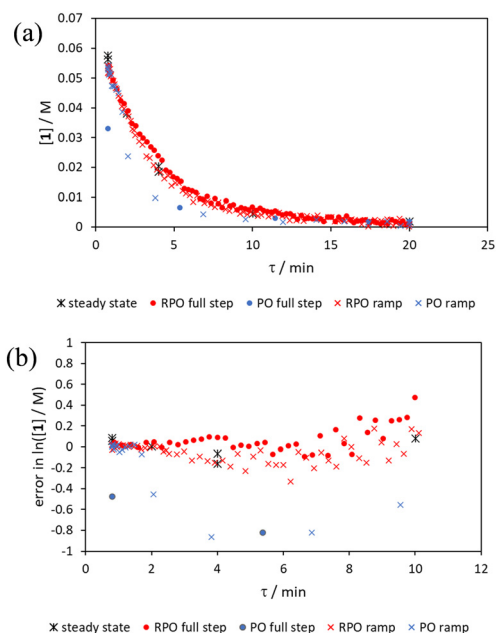 (a)
0.07
0.06
0.05
0.04
0.03
0.02
0.01
0
[1] / M
0 5 10 15 20 25
τ / min
steady state RPO full step PO full step RPO ramp PO ramp
(b)
1
0.8
0.6
0.4
0.2
0
-0.2
-0.4
-0.6
-0.8
-1
error in ln([1] / M)
0 2 4 6 8 10 12
τ / min
steady state RPO full step PO full step RPO ramp PO ramp